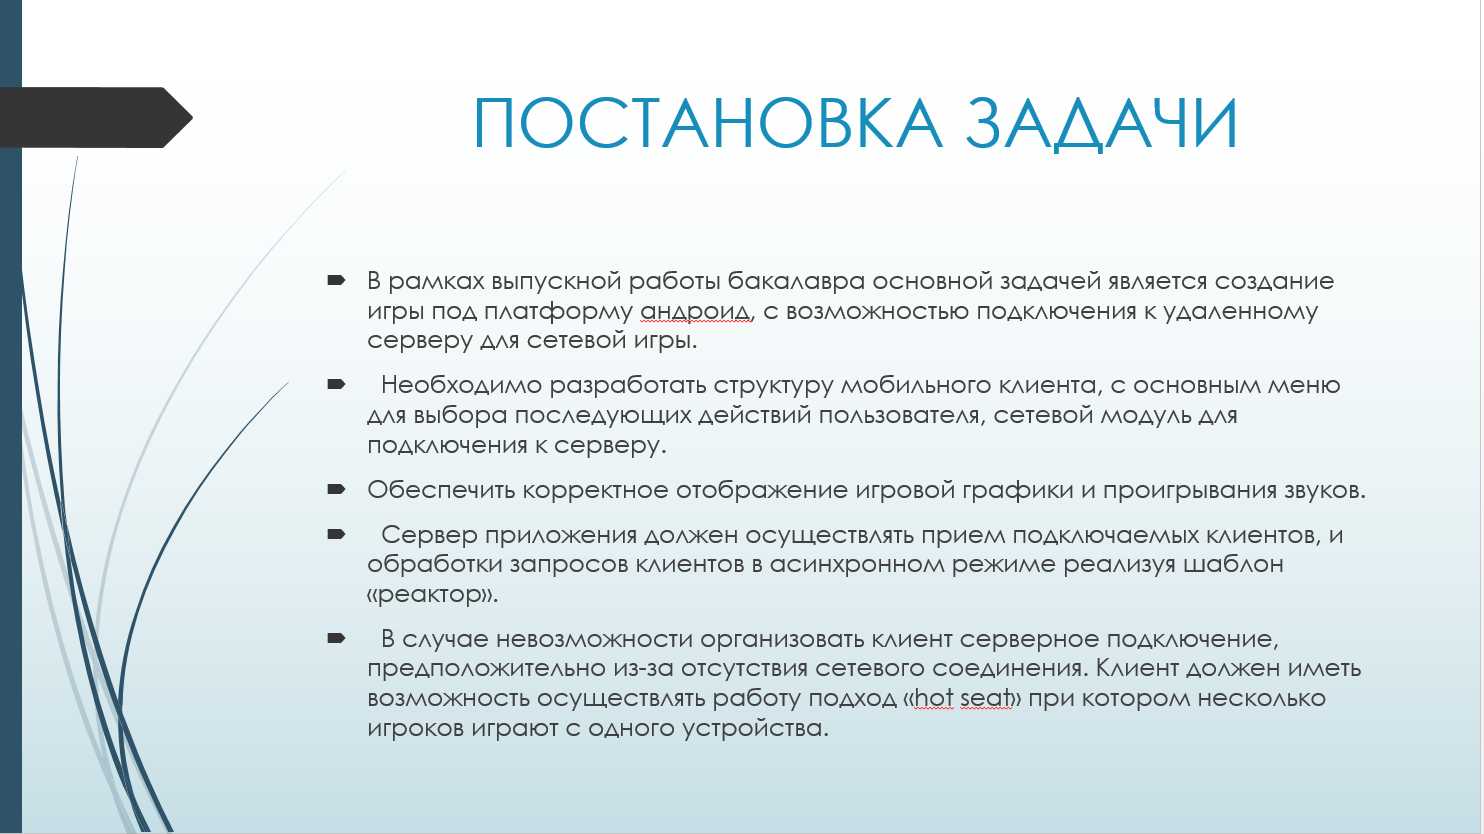 ПОСТАНОВКА ЗАДАЧИ
В рамках выпускной работы бакалавра основной задачей является создание
игры под платформу андроид, с возможностью подключения к удаленному
серверу для сетевой игры.
Необходимо разработать структуру мобильного клиента, с основным меню
для выбора последующих действий пользователя, сетевой модуль для
подключения к серверу.
Обеспечить корректное отображение игровой графики и проигрывания звуков.
Сервер приложения должен осуществлять прием подключаемых клиентов, и
обработки запросов клиентов в асинхронном режиме реализуя шаблон
«реактор».
В случае невозможности организовать клиент серверное подключение,
предположительно из-за отсутствия сетевого соединения. Клиент должен иметь
возможность осуществлять работу подход «hot seat» при котором несколько
игроков играют с одного устройства.